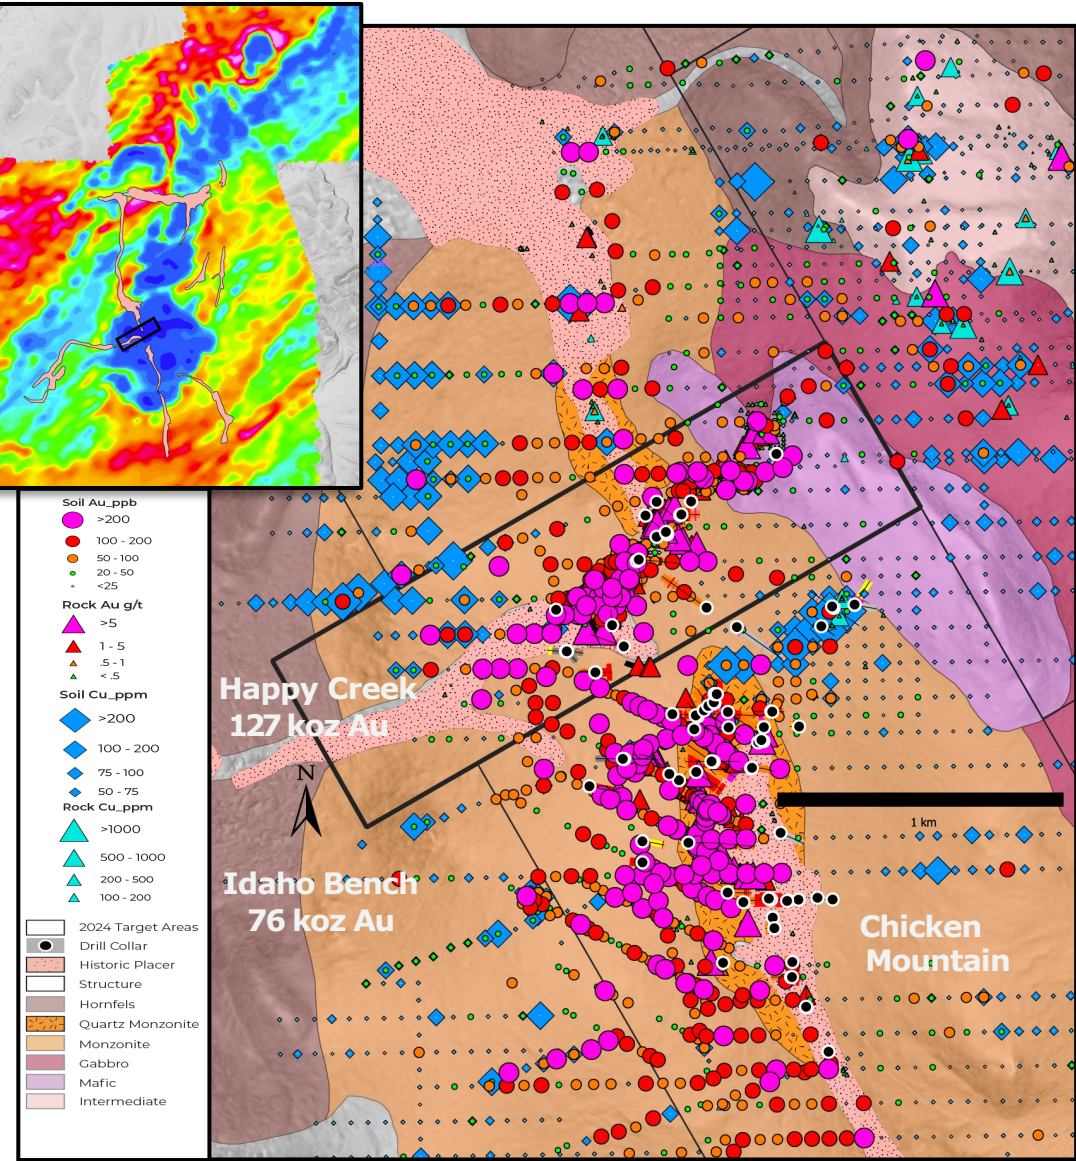 Soil Au_ppb
>200
100 - 200
50 - 100
20 - 50
<25
Rock Au g/t
>5
1 - 5
.5 - 1
< .5
Soil Cu_ppm
>200
100 - 200
75 - 100
50 - 75
Rock Cu_ppm
>1000
500 - 1000
200 - 500
100 - 200
2024 Target Areas
Drill Collar
Historic Placer
Structure
Hornfels
Quartz Monzonite
Monzonite
Gabbro
Mafic
Intermediate
Happy Creek
127 koz Au
N
Idaho Bench
76 koz Au
1 km
Chicken
Mountain